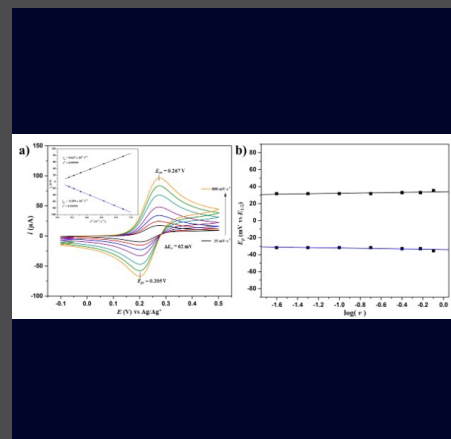 a)
150
100
50
0
-50
-100
i (μA)
Epa = 0.267 V
800 mV s⁻¹
25 mV s⁻¹
ΔEp = 62 mV
Epc = 0.205 V
-0.1 0.0 0.1 0.2 0.3 0.4 0.5
E (V) vs Ag/Ag⁺
b)
80
60
40
20
0
-20
-40
-60
-80
Ep (mV vs E1/2)
-1.6 -1.4 -1.2 -1.0 -0.8 -0.6 -0.4 -0.2 0.0
log(ν)